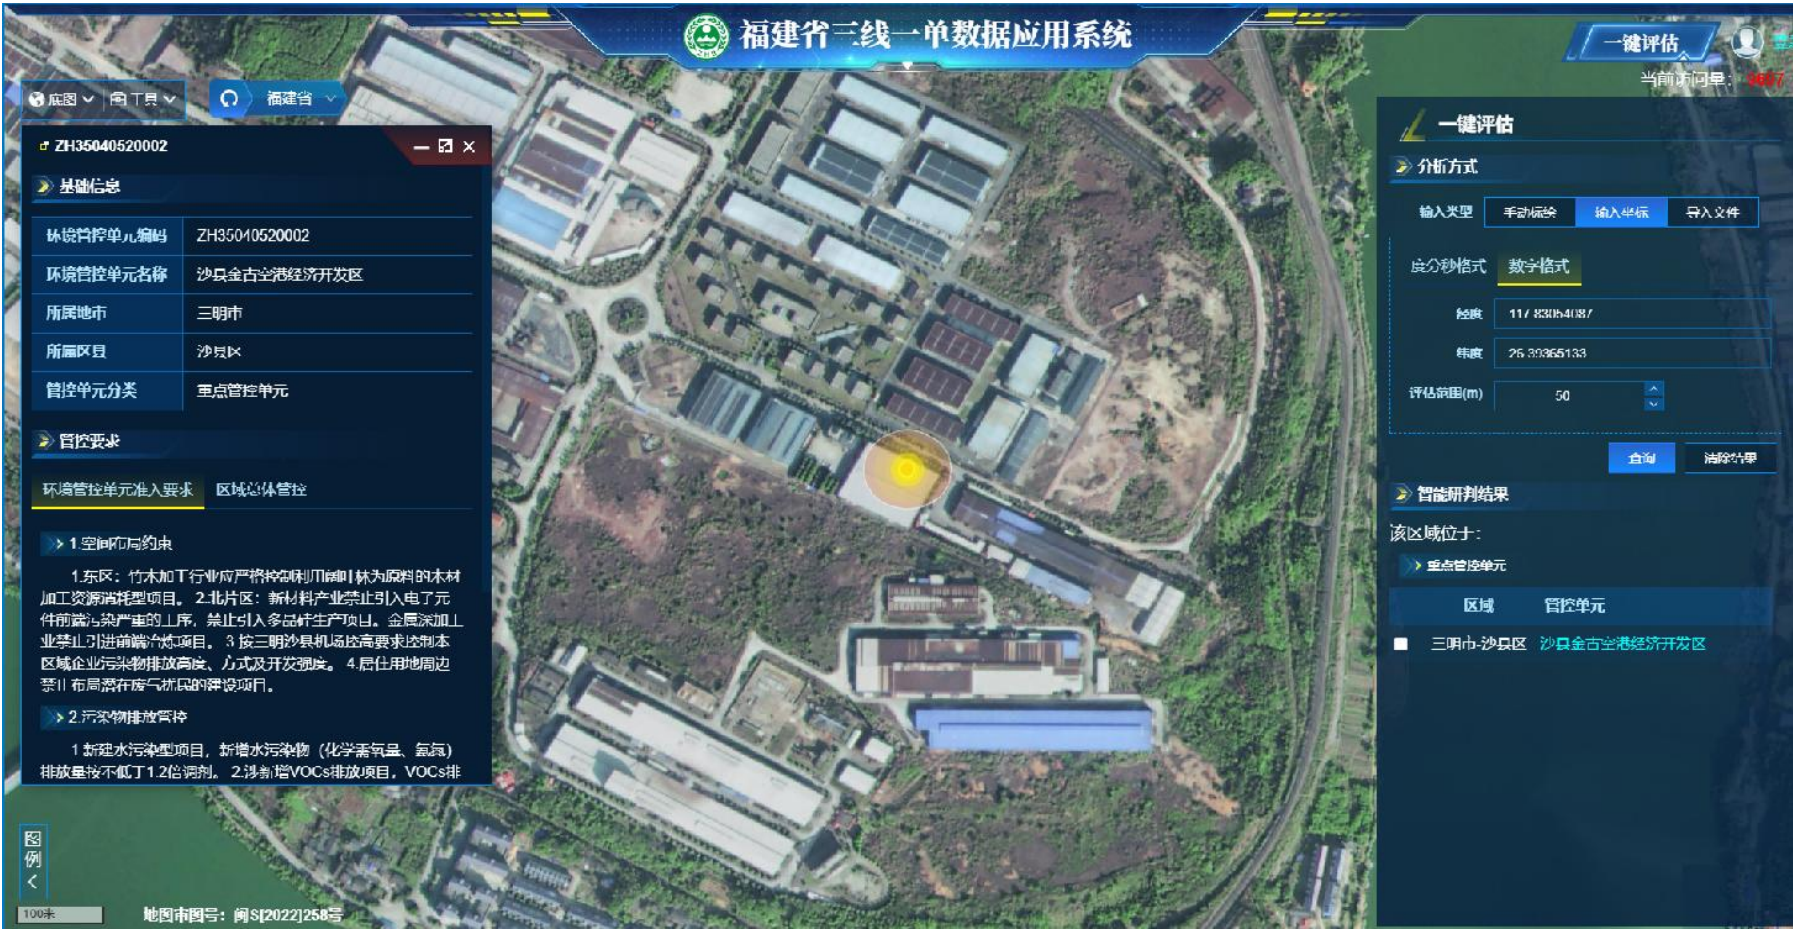 福建省三线一单数据应用系统
一键评估
当前访问量：
底图 工具 福建省
ZH35040520002
基础信息
环境管控单元编码 ZH35040520002
环境管控单元名称 沙县金古空港经济开发区
所属地市 三明市
所属区县 沙县区
管控单元分类 重点管控单元
管控要求
环境管控单元准入要求 区域总体管控
1.空间布局约束
1.东区：竹木加工行业应严格控制利用阔叶林为原料的木材
加工资源消耗型项目。 2.北片区：新材料产业禁止引入电子元
件前端污染严重的工序，禁止引入多晶硅生产项目。金属深加工
业禁止引进前端冶炼项目。 3.按三明沙县机场控高要求控制本
区域企业污染物排放高度、方式及开发强度。 4.居住用地周边
禁止布局潜在废气扰民的建设项目。
2.污染物排放管控
1.新建水污染型项目，新增水污染物（化学需氧量、氨氮）
排放量按不低于1.2倍调剂。 2.涉新增VOCs排放项目，VOCs排
图例
100米
地图审图号：闽S[2022]258号
一键评估
分析方式
输入类型 手动标绘 输入坐标 导入文件
度分秒格式 数字格式
经度 117.83054087
纬度 26.39365133
评估范围(m) 50
查询 清除结果
智能研判结果
该区域位于：
重点管控单元
区域 管控单元
三明市-沙县区 沙县金古空港经济开发区